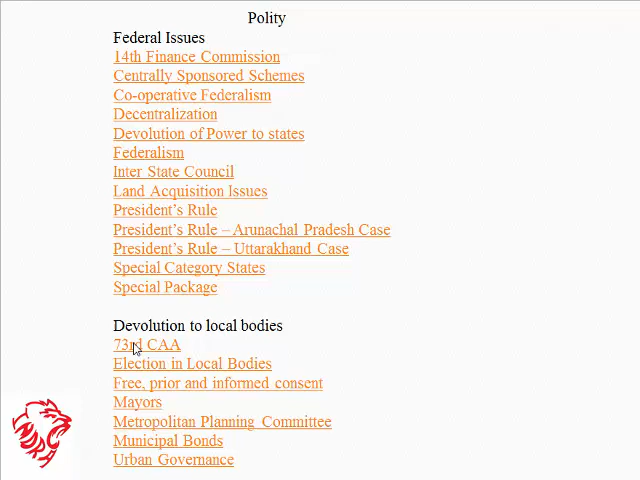 Polity
Federal Issues
14th Finance Commission
Centrally Sponsored Schemes
Co-operative Federalism
Decentralization
Devolution of Power to states
Federalism
Inter State Council
Land Acquisition Issues
President's Rule
President's Rule – Arunachal Pradesh Case
President's Rule – Uttarakhand Case
Special Category States
Special Package
Devolution to local bodies
73rd CAA
Election in Local Bodies
Free, prior and informed consent
Mayors
Metropolitan Planning Committee
Municipal Bonds
Urban Governance